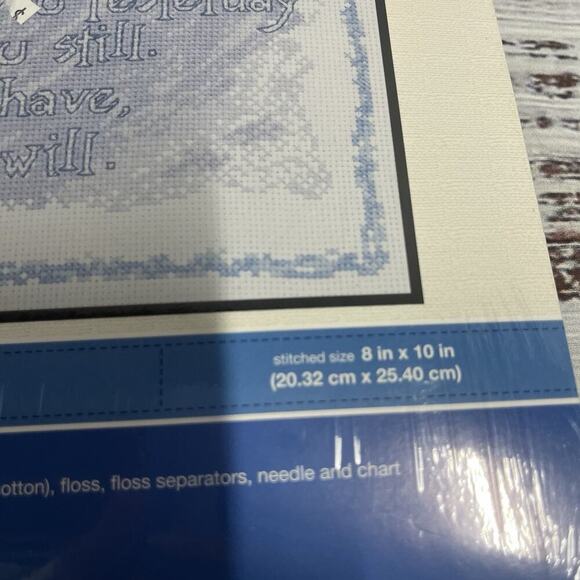 Yesterday
u still.
have,
will.
stitched size 8 in x 10 in
(20.32 cm x 25.40 cm)
otton), floss, floss separators, needle and chart